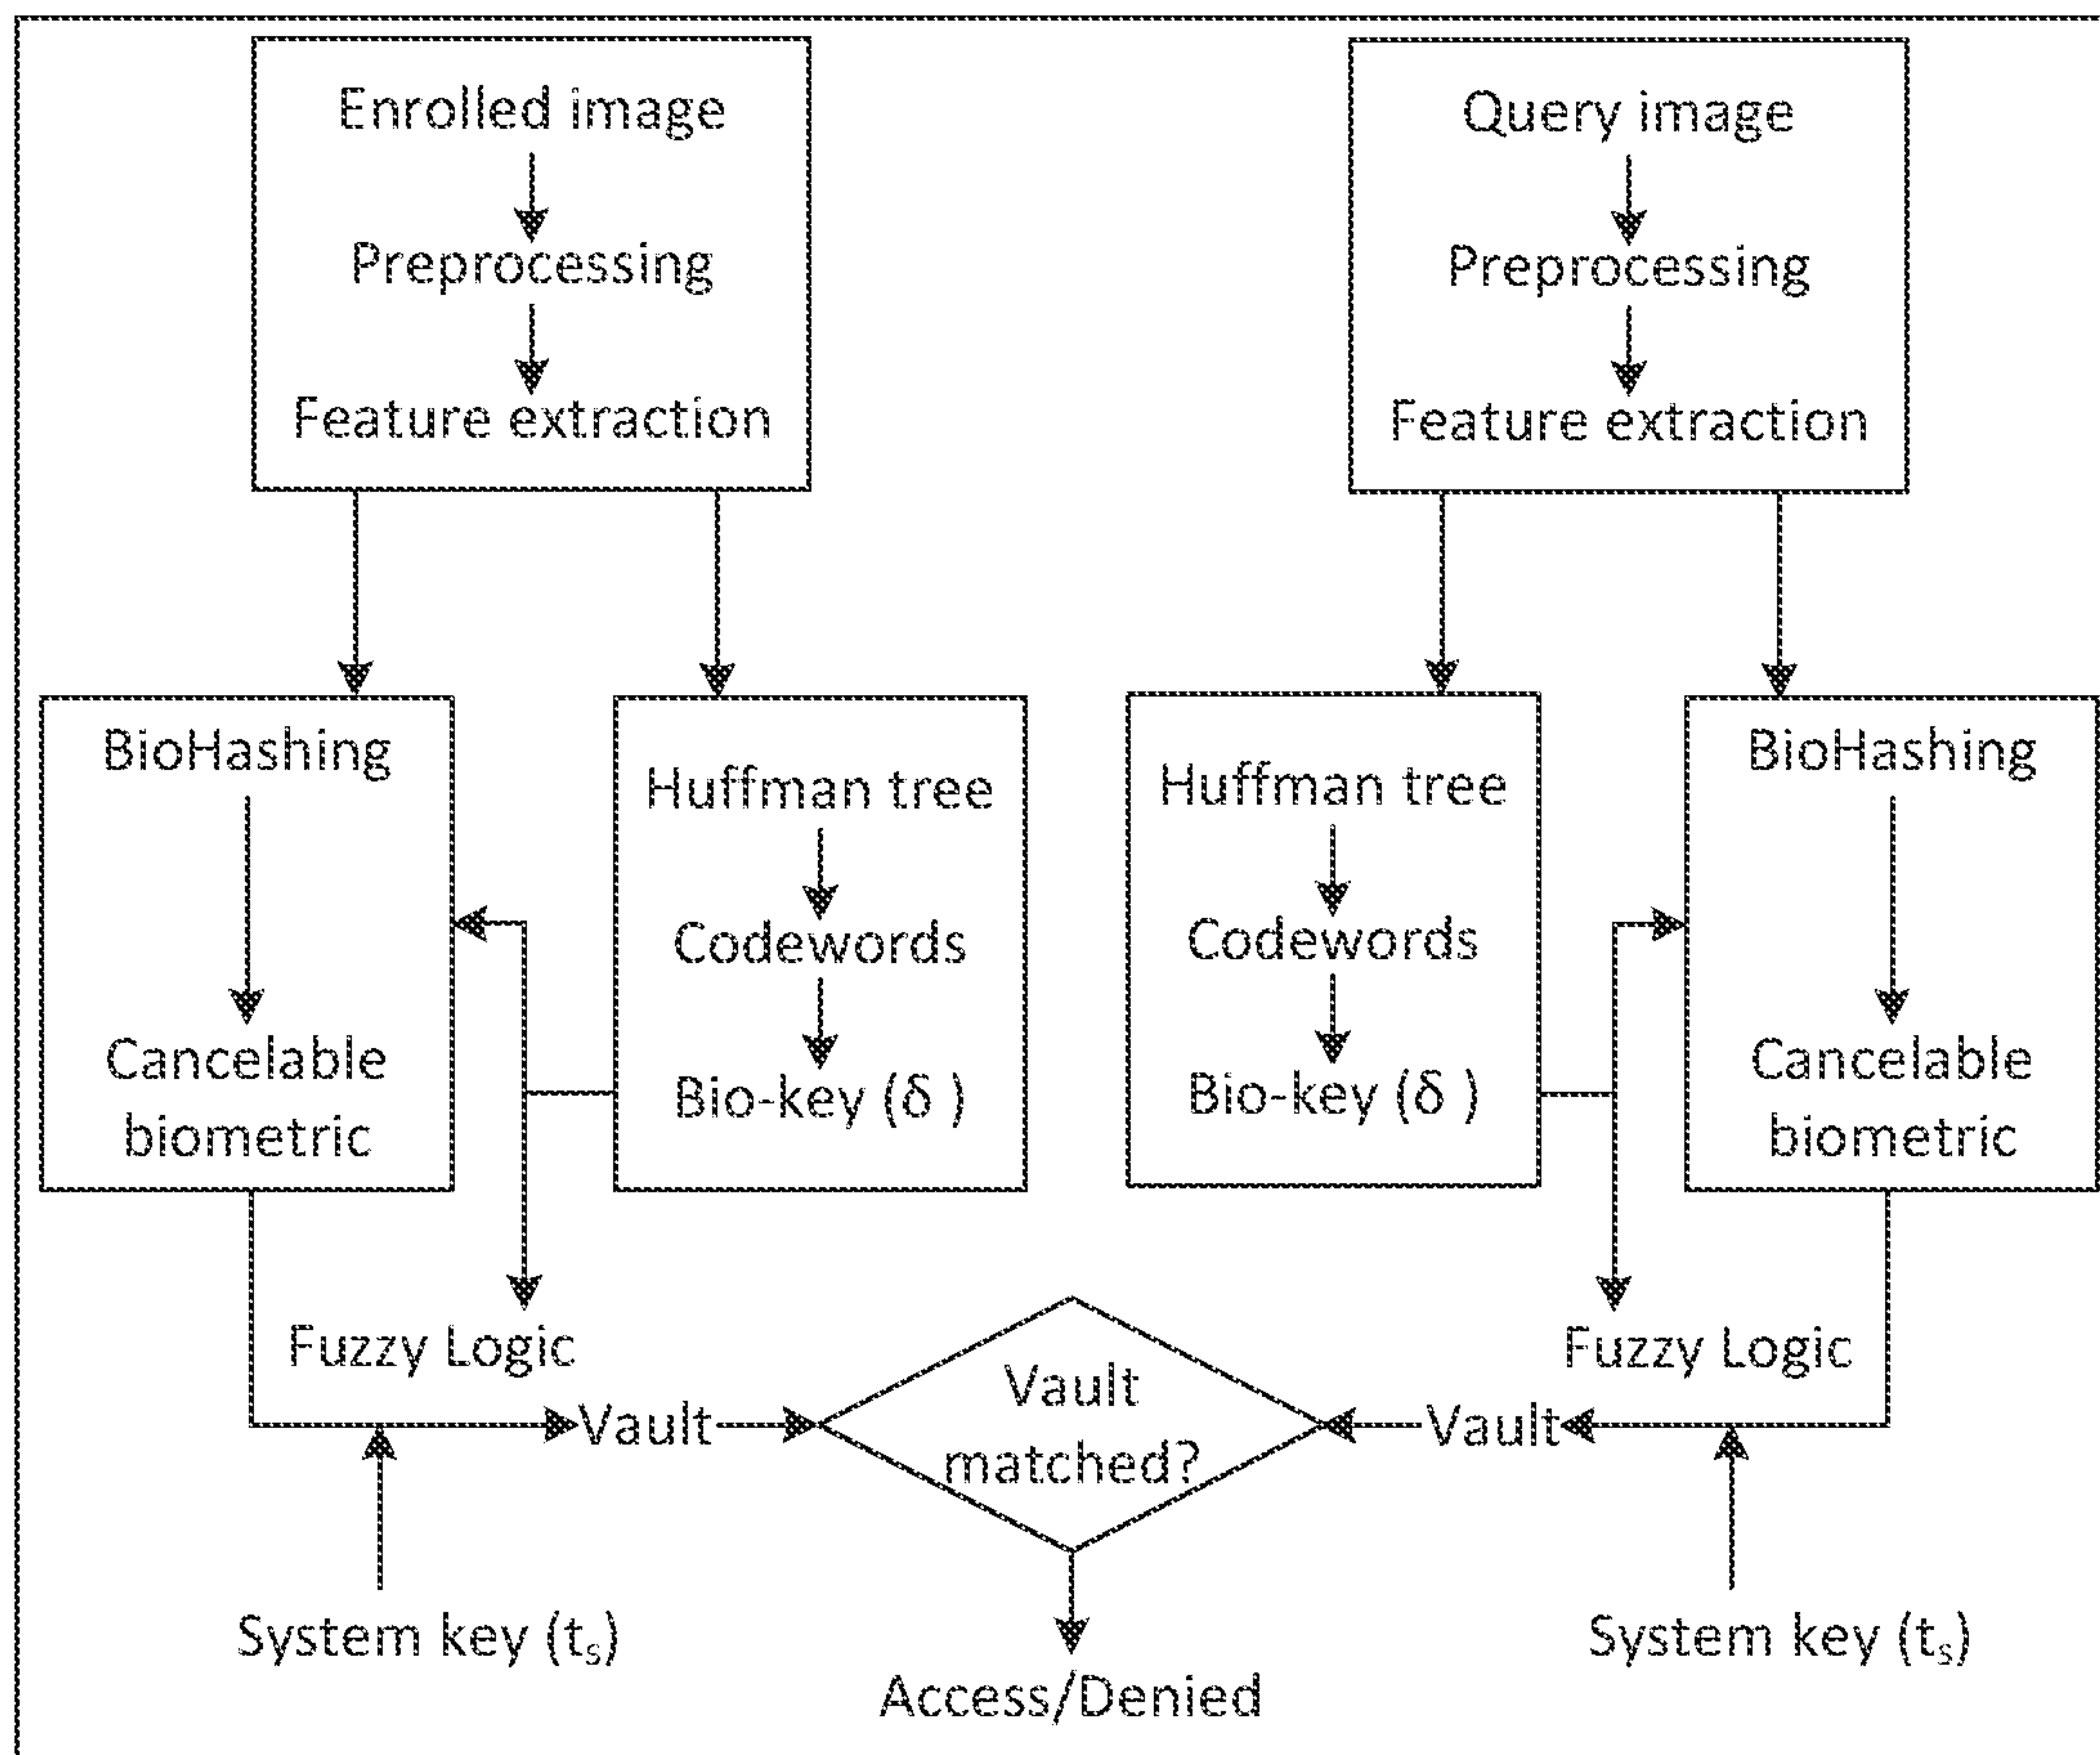 Enrolled image
Preprocessing
Feature extraction
Query image
Preprocessing
Feature extraction
BioHashing
Cancelable
biometric
Huffman tree
Codewords
Bio-key (δ )
Huffman tree
Codewords
Bio-key (δ )
BioHashing
Cancelable
biometric
Fuzzy Logic
Vault
Vault
matched?
Fuzzy Logic
Vault
System key (tₛ)
System key (tₛ)
Access/Denied